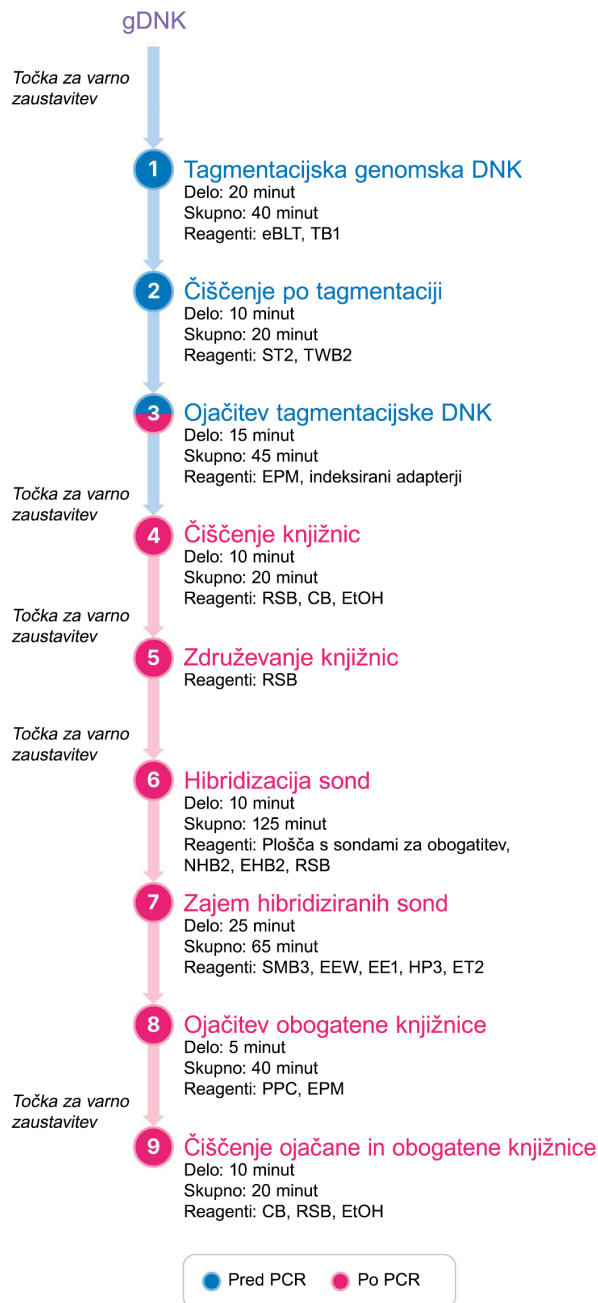 gDNK
Točka za varno
zaustavitev
1
Tagmentacijska genomska DNK
Delo: 20 minut
Skupno: 40 minut
Reagenti: eBLT, TB1
2
Čiščenje po tagmentaciji
Delo: 10 minut
Skupno: 20 minut
Reagenti: ST2, TWB2
3
Ojačitev tagmentacijske DNK
Delo: 15 minut
Skupno: 45 minut
Reagenti: EPM, indeksirani adapterji
Točka za varno
zaustavitev
4
Čiščenje knjižnic
Delo: 10 minut
Skupno: 20 minut
Reagenti: RSB, CB, EtOH
Točka za varno
zaustavitev
5
Združevanje knjižnic
Reagenti: RSB
Točka za varno
zaustavitev
6
Hibridizacija sond
Delo: 10 minut
Skupno: 125 minut
Reagenti: Plošča s sondami za obogatitev,
NHB2, EHB2, RSB
7
Zajem hibridiziranih sond
Delo: 25 minut
Skupno: 65 minut
Reagenti: SMB3, EEW, EE1, HP3, ET2
8
Ojačitev obogatene knjižnice
Delo: 5 minut
Skupno: 40 minut
Reagenti: PPC, EPM
Točka za varno
zaustavitev
9
Čiščenje ojačane in obogatene knjižnice
Delo: 10 minut
Skupno: 20 minut
Reagenti: CB, RSB, EtOH
Pred PCR
Po PCR